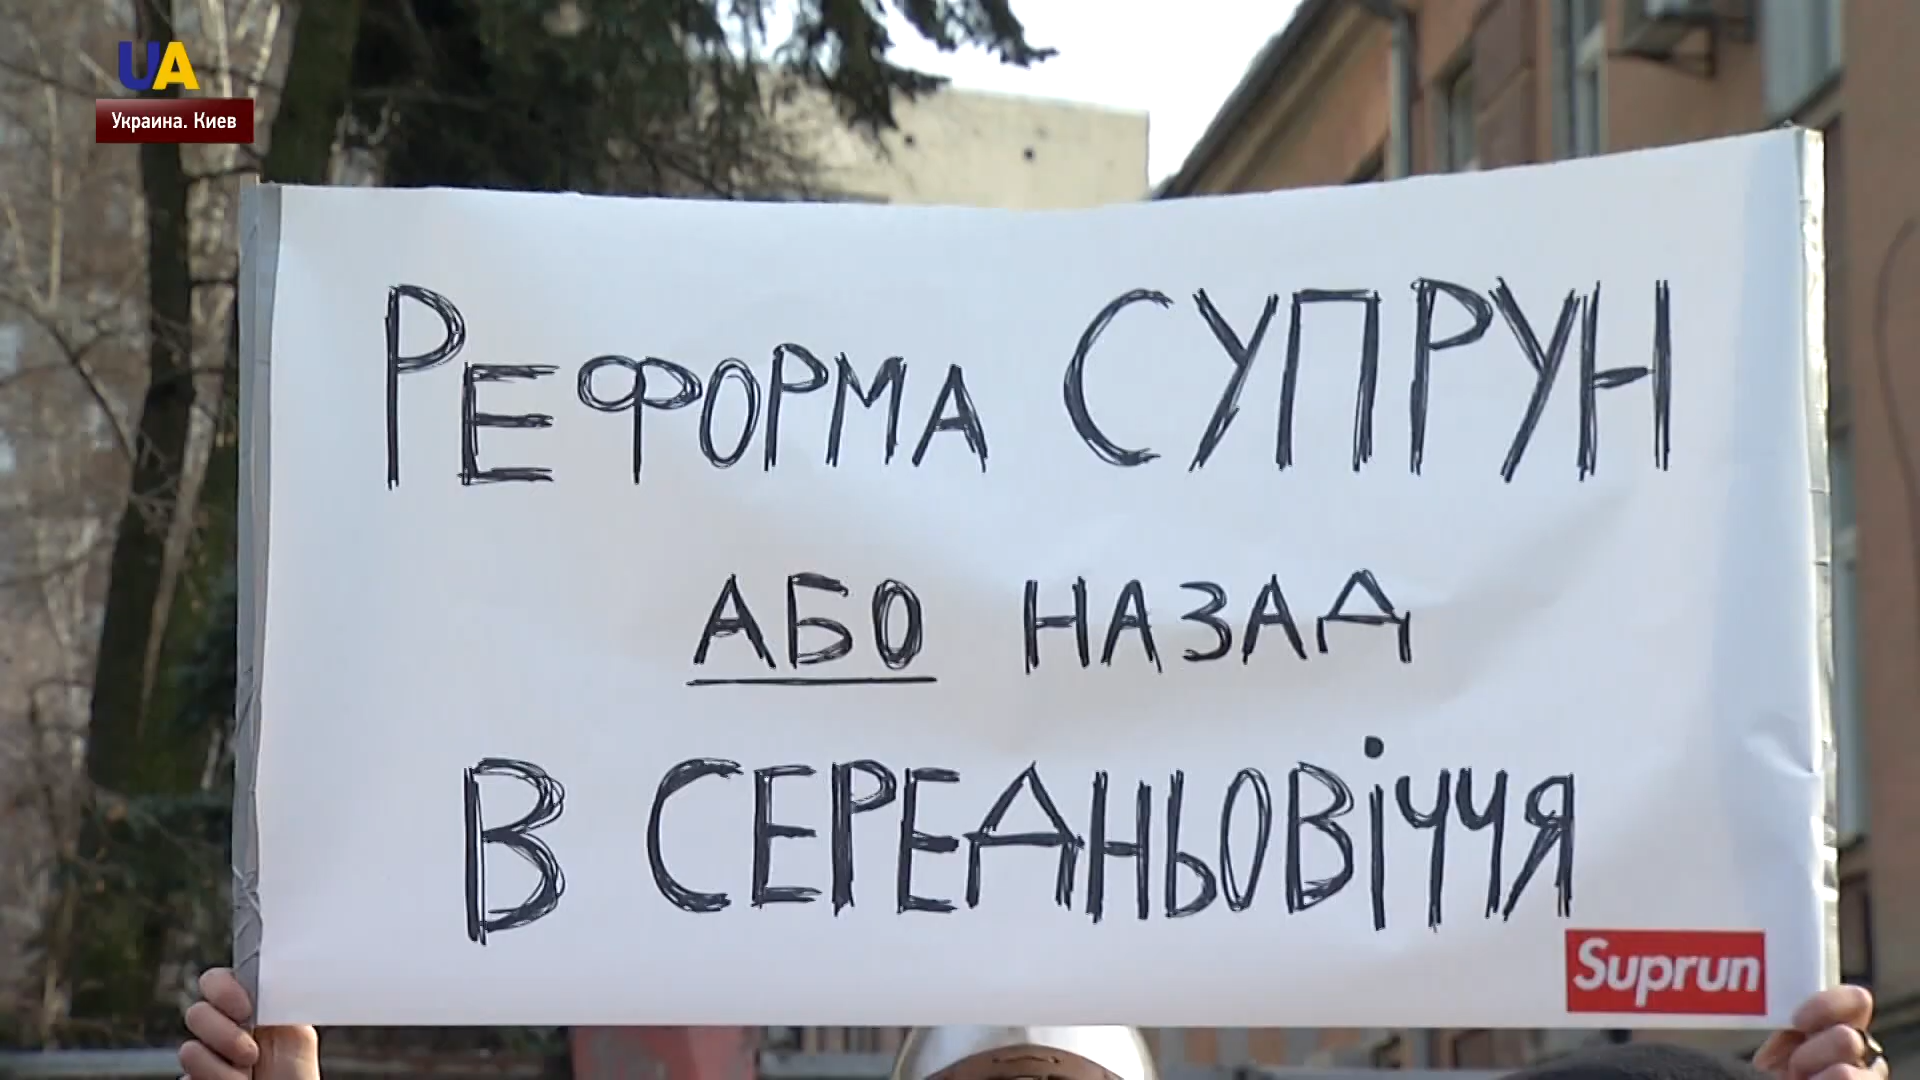 UA
Украина. Киев
РЕФОРМА СУПРУН
АБО НАЗАД
В СЕРЕДНЬОВІЧЧЯ
Suprun